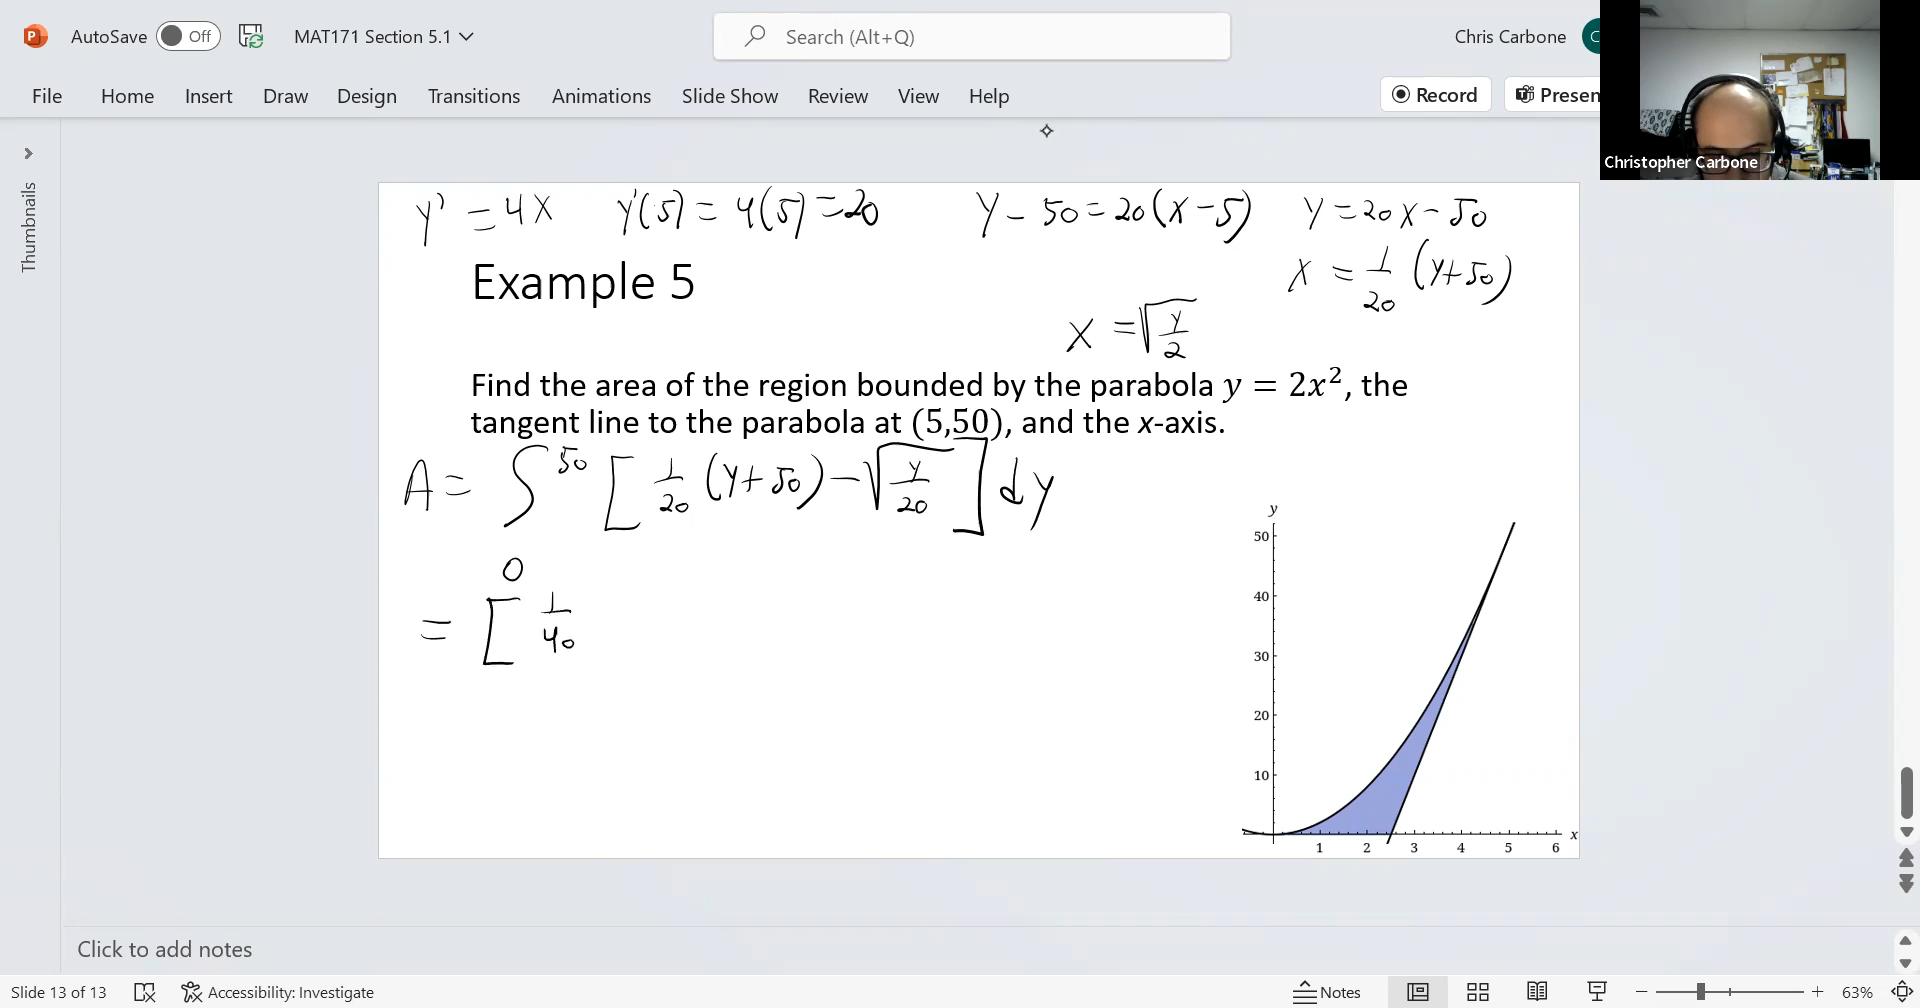 AutoSave Off MAT171 Section 5.1 Search (Alt+Q) Chris Carbone C
File Home Insert Draw Design Transitions Animations Slide Show Review View Help Record Presen
Christopher Carbone
Thumbnails
y' = 4x y'(5) = 4(5) = 20 y - 50 = 20(x - 5) y = 20x - 50
x = 1/20 (y + 50)
Example 5
x = √(y/2)
Find the area of the region bounded by the parabola y = 2x², the
tangent line to the parabola at (5,50), and the x-axis.
A = ∫₀⁵⁰ [ 1/20 (y + 50) - √(y/20) ] dy
= [ 1/40
y
50
40
30
20
10
x
1 2 3 4 5 6
Click to add notes
Slide 13 of 13 Accessibility: Investigate Notes 63%